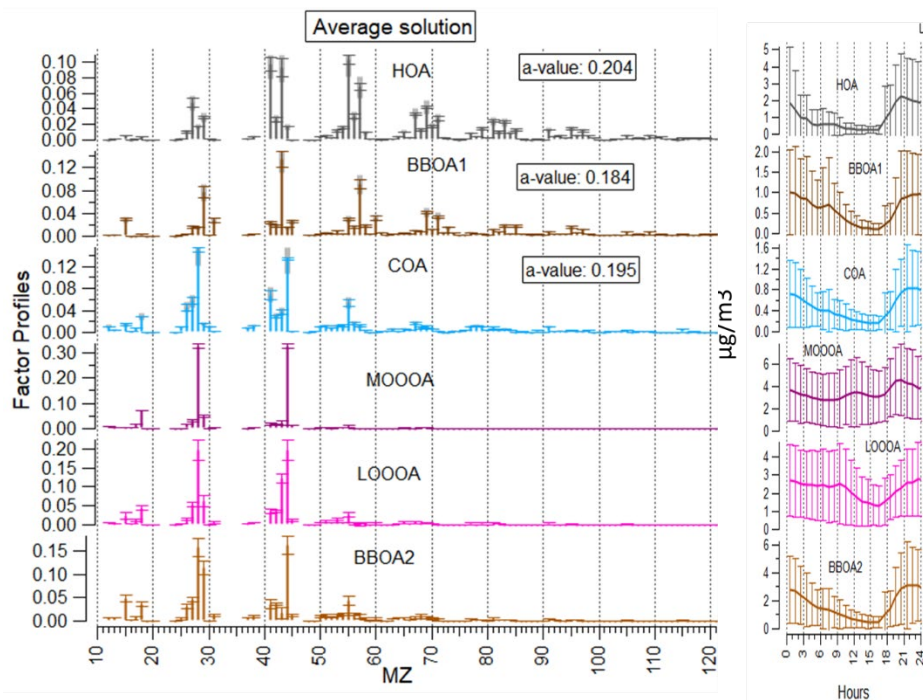 Average solution
HOA
a-value: 0.204
0.10
0.08
0.06
0.04
0.02
0.00
BBOA1
a-value: 0.184
0.12
0.08
0.04
0.00
COA
a-value: 0.195
0.12
0.08
0.04
0.00
MOOOA
0.30
0.20
0.10
0.00
LOOOA
0.20
0.15
0.10
0.05
0.00
BBOA2
0.15
0.10
0.05
0.00
Factor Profiles
10 20 30 40 50 60 70 80 90 100 110 120
MZ
µg/m3
HOA
5
4
3
2
1
0
BBOA1
2.0
1.5
1.0
0.5
0.0
COA
1.6
1.2
0.8
0.4
0.0
MOOOA
6
4
2
0
LOOOA
4
3
2
1
0
BBOA2
6
4
2
0
0 3 6 9 12 15 18 21 24
Hours